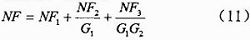 NF = NF₁ + NF₂/G₁ + NF₃/G₁G₂ (11)